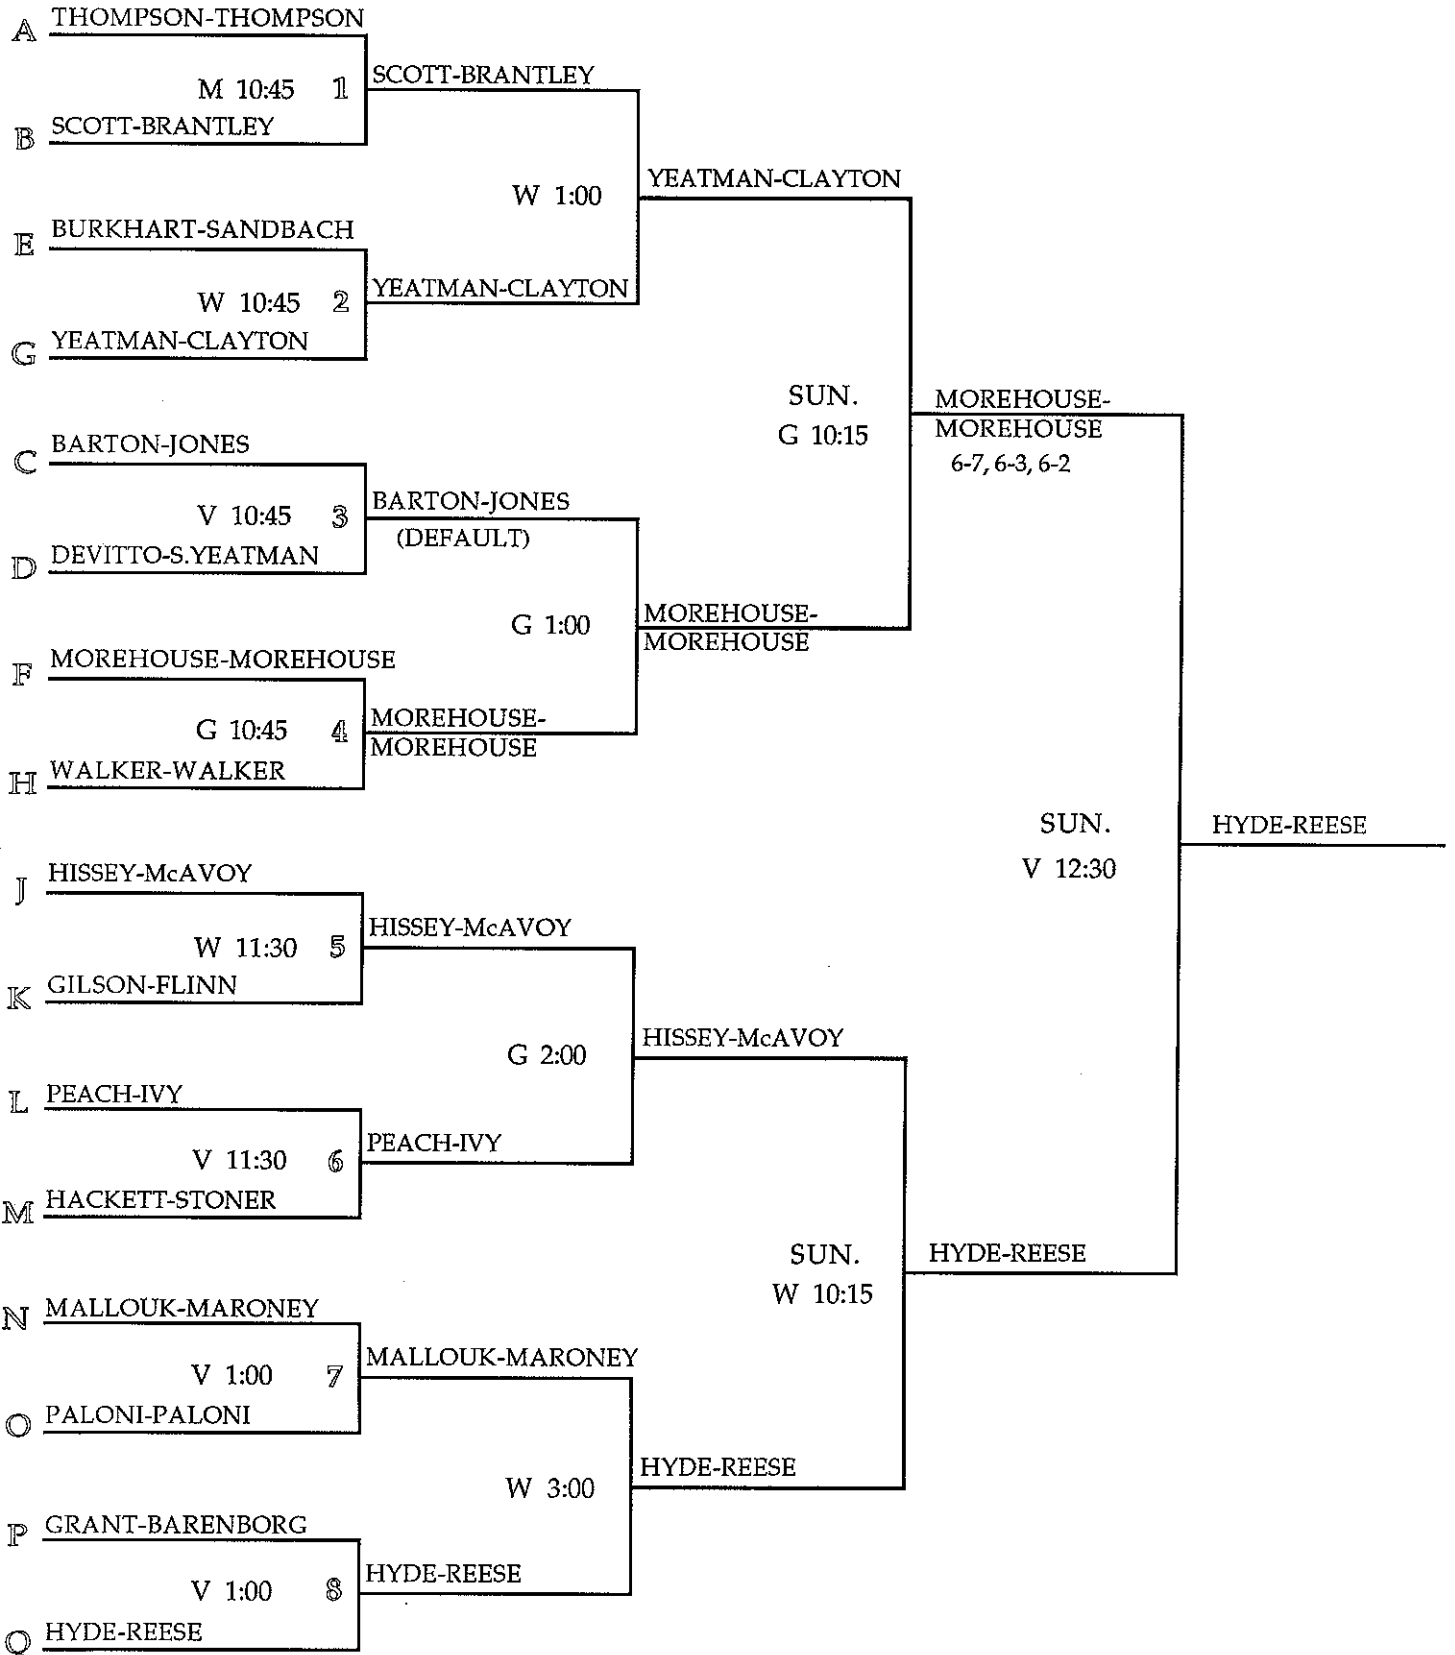 A THOMPSON-THOMPSON
M 10:45 1
SCOTT-BRANTLEY
B SCOTT-BRANTLEY
W 1:00
YEATMAN-CLAYTON
E BURKHART-SANDBACH
W 10:45 2
YEATMAN-CLAYTON
G YEATMAN-CLAYTON
SUN.
G 10:15
MOREHOUSE-
MOREHOUSE
6-7, 6-3, 6-2
C BARTON-JONES
V 10:45 3
BARTON-JONES
(DEFAULT)
D DEVITTO-S.YEATMAN
G 1:00
MOREHOUSE-
MOREHOUSE
F MOREHOUSE-MOREHOUSE
G 10:45 4
MOREHOUSE-
MOREHOUSE
H WALKER-WALKER
SUN.
V 12:30
HYDE-REESE
J HISSEY-McAVOY
W 11:30 5
HISSEY-McAVOY
K GILSON-FLINN
G 2:00
HISSEY-McAVOY
L PEACH-IVY
V 11:30 6
PEACH-IVY
M HACKETT-STONER
SUN.
W 10:15
HYDE-REESE
N MALLOUK-MARONEY
V 1:00 7
MALLOUK-MARONEY
O PALONI-PALONI
W 3:00
HYDE-REESE
P GRANT-BARENBORG
V 1:00 8
HYDE-REESE
Q HYDE-REESE